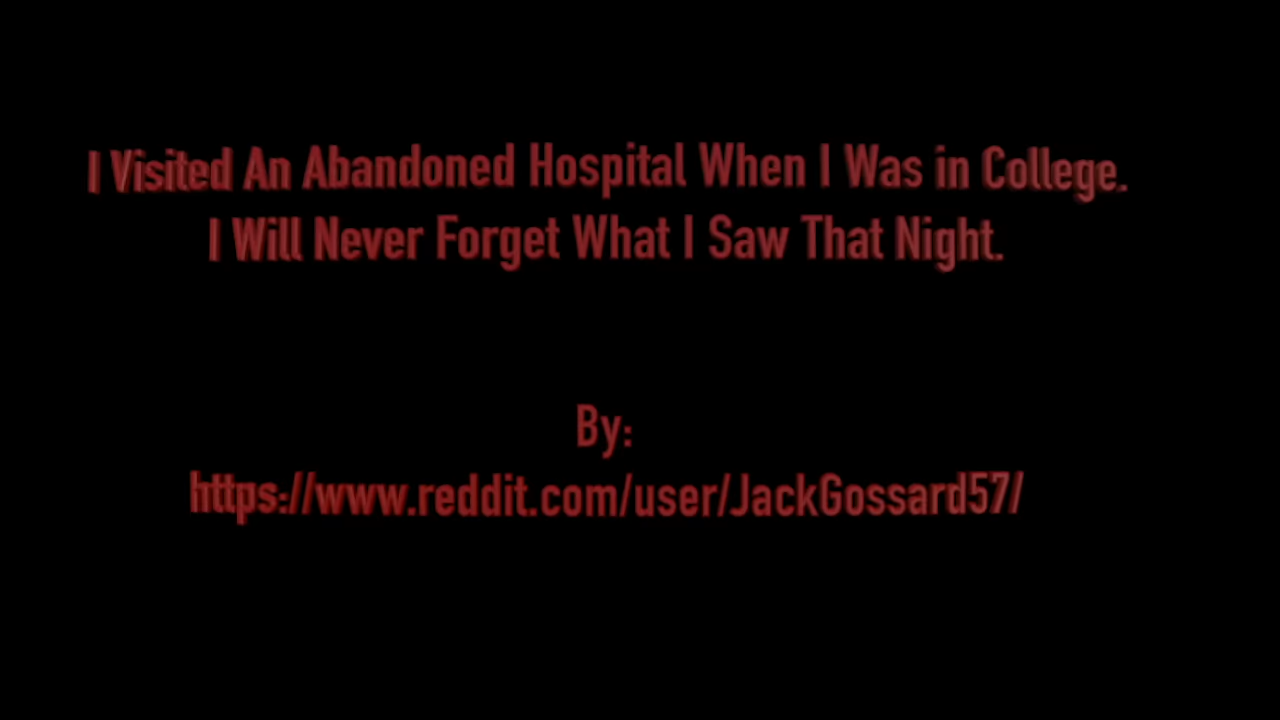 I Visited An Abandoned Hospital When I Was in College.
I Will Never Forget What I Saw That Night.
By:
https://www.reddit.com/user/JackGossard57/